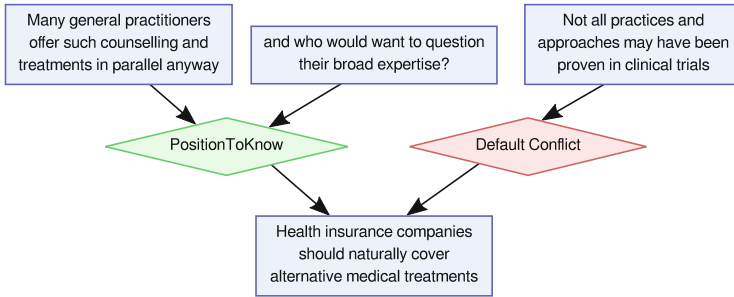 Many general practitioners
offer such counselling and
treatments in parallel anyway
and who would want to question
their broad expertise?
Not all practices and
approaches may have been
proven in clinical trials
PositionToKnow
Default Conflict
Health insurance companies
should naturally cover
alternative medical treatments